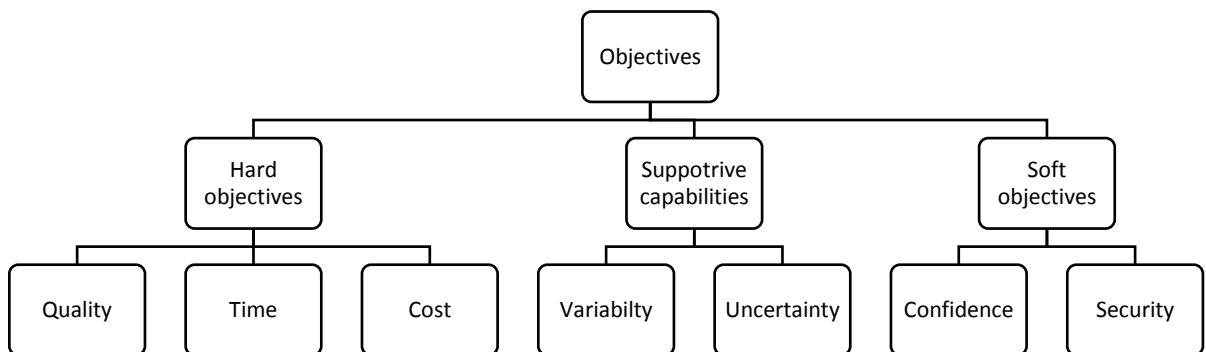 Objectives
Hard
objectives
Suppotrive
capabilities
Soft
objectives
Quality
Time
Cost
Variabilty
Uncertainty
Confidence
Security